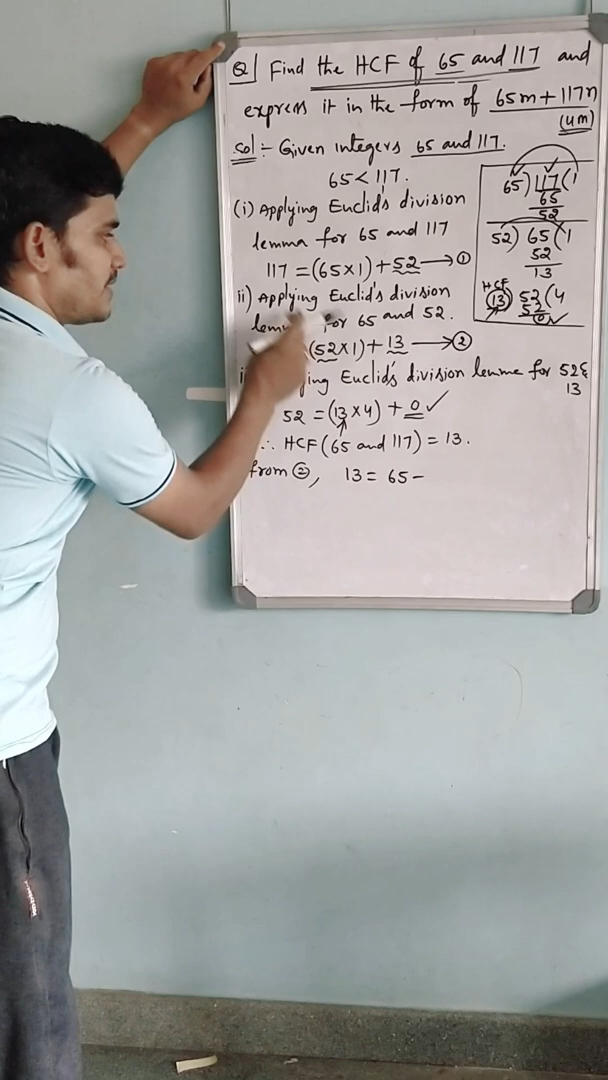 Q| Find the HCF of 65 and 117 and
express it in the form of 65m+117n
(4m)
Sol:- Given integers 65 and 117.
65 < 117.
(i) Applying Euclid's division
lemma for 65 and 117
117 = (65×1) + 52 → ①
ii) Applying Euclid's division
for 65 and 52.
(52×1) + 13 → ②
Euclid's division lemma for 52 &
13
52 = (13×4) + 0 ✓
∴ HCF (65 and 117) = 13.
from ②, 13 = 65 –
65) 117 (1
65
52
52) 65 (1
52
13
HCF
13) 52 (4
52
0 ✓